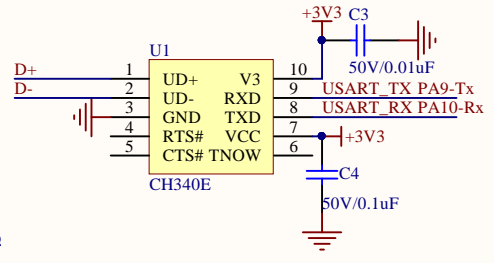 +3V3
C3
U1
50V/0.01uF
D+ 1 UD+ V3 10
D- 2 UD- RXD 9 USART_TX PA9-Tx
3 GND TXD 8 USART_RX PA10-Rx
4 RTS# VCC 7 +3V3
5 CTS# TNOW 6
C4
CH340E
50V/0.1uF